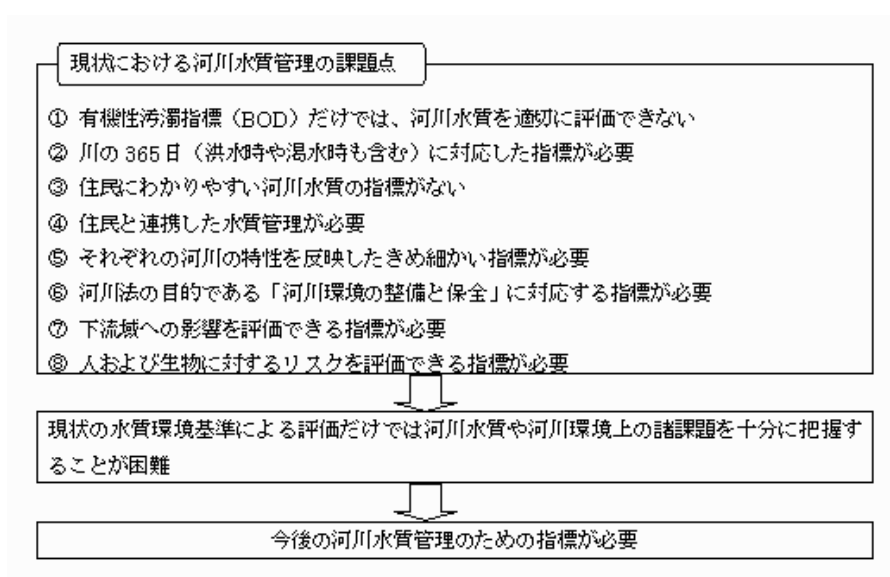 現状における河川水質管理の課題点
① 有機性汚濁指標（BOD）だけでは、河川水質を適切に評価できない
② 川の365日（洪水時や渇水時も含む）に対応した指標が必要
③ 住民にわかりやすい河川水質の指標がない
④ 住民と連携した水質管理が必要
⑤ それぞれの河川の特性を反映したきめ細かい指標が必要
⑥ 河川法の目的である「河川環境の整備と保全」に対応する指標が必要
⑦ 下流域への影響を評価できる指標が必要
⑧ 人および生物に対するリスクを評価できる指標が必要
現状の水質環境基準による評価だけでは河川水質や河川環境上の諸課題を十分に把握す
ることが困難
今後の河川水質管理のための指標が必要